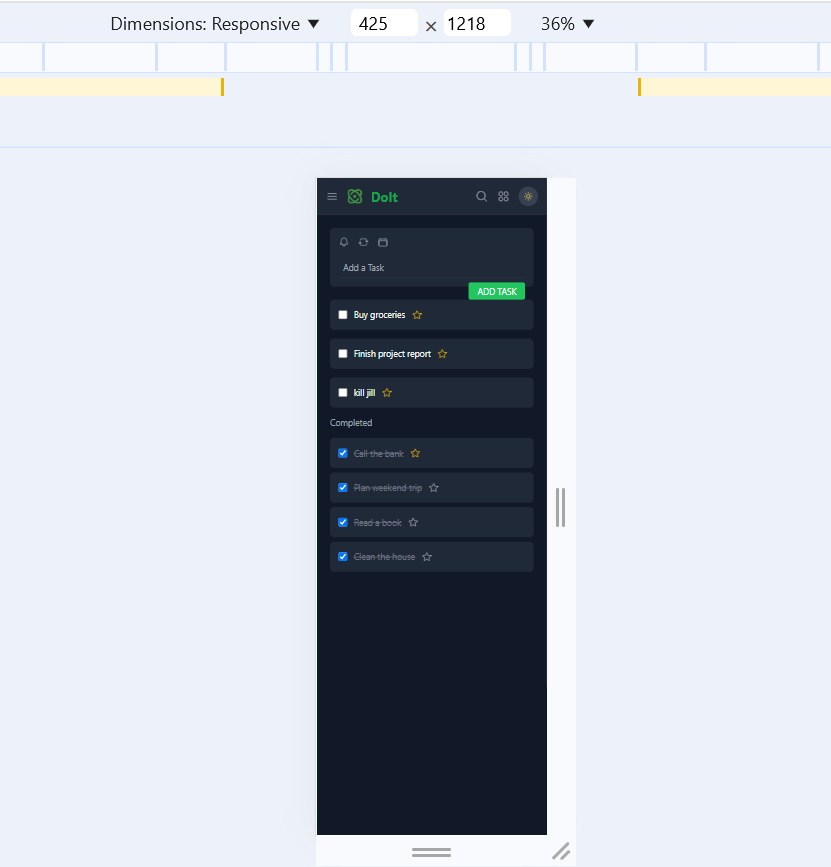 Dimensions: Responsive 425 × 1218 36%
DoIt
Add a Task
ADD TASK
Buy groceries
Finish project report
kill jill
Completed
Call the bank
Plan weekend trip
Read a book
Clean the house